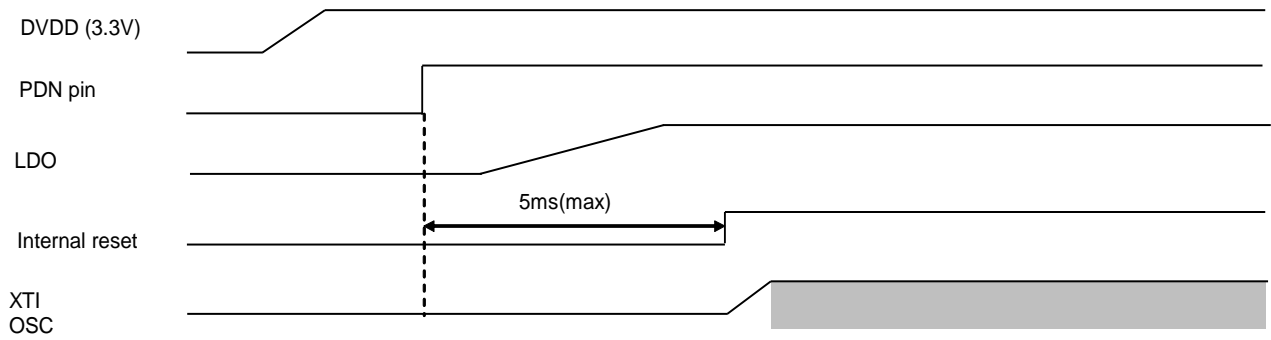 DVDD (3.3V)
PDN pin
LDO
5ms(max)
Internal reset
XTI
OSC